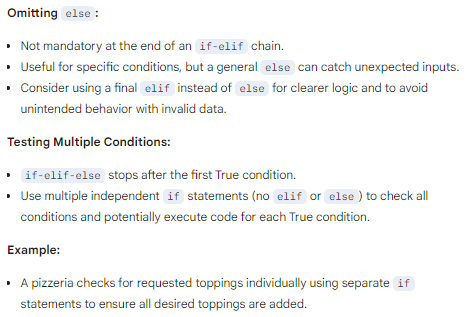 Omitting else :
• Not mandatory at the end of an if-elif chain.
• Useful for specific conditions, but a general else can catch unexpected inputs.
• Consider using a final elif instead of else for clearer logic and to avoid
unintended behavior with invalid data.
Testing Multiple Conditions:
• if-elif-else stops after the first True condition.
• Use multiple independent if statements (no elif or else ) to check all
conditions and potentially execute code for each True condition.
Example:
• A pizzeria checks for requested toppings individually using separate if
statements to ensure all desired toppings are added.